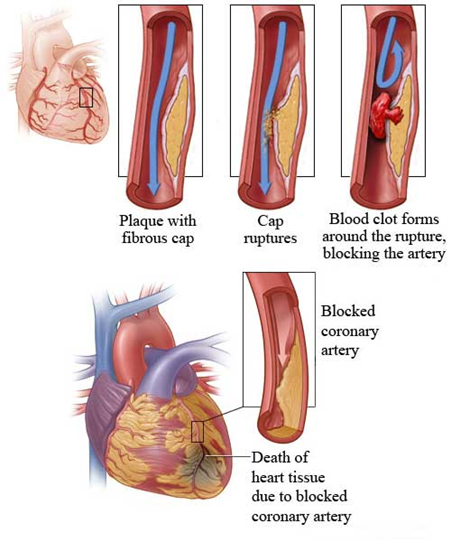 Plaque with
fibrous cap
Cap
ruptures
Blood clot forms
around the rupture,
blocking the artery
Blocked
coronary
artery
Death of
heart tissue
due to blocked
coronary artery